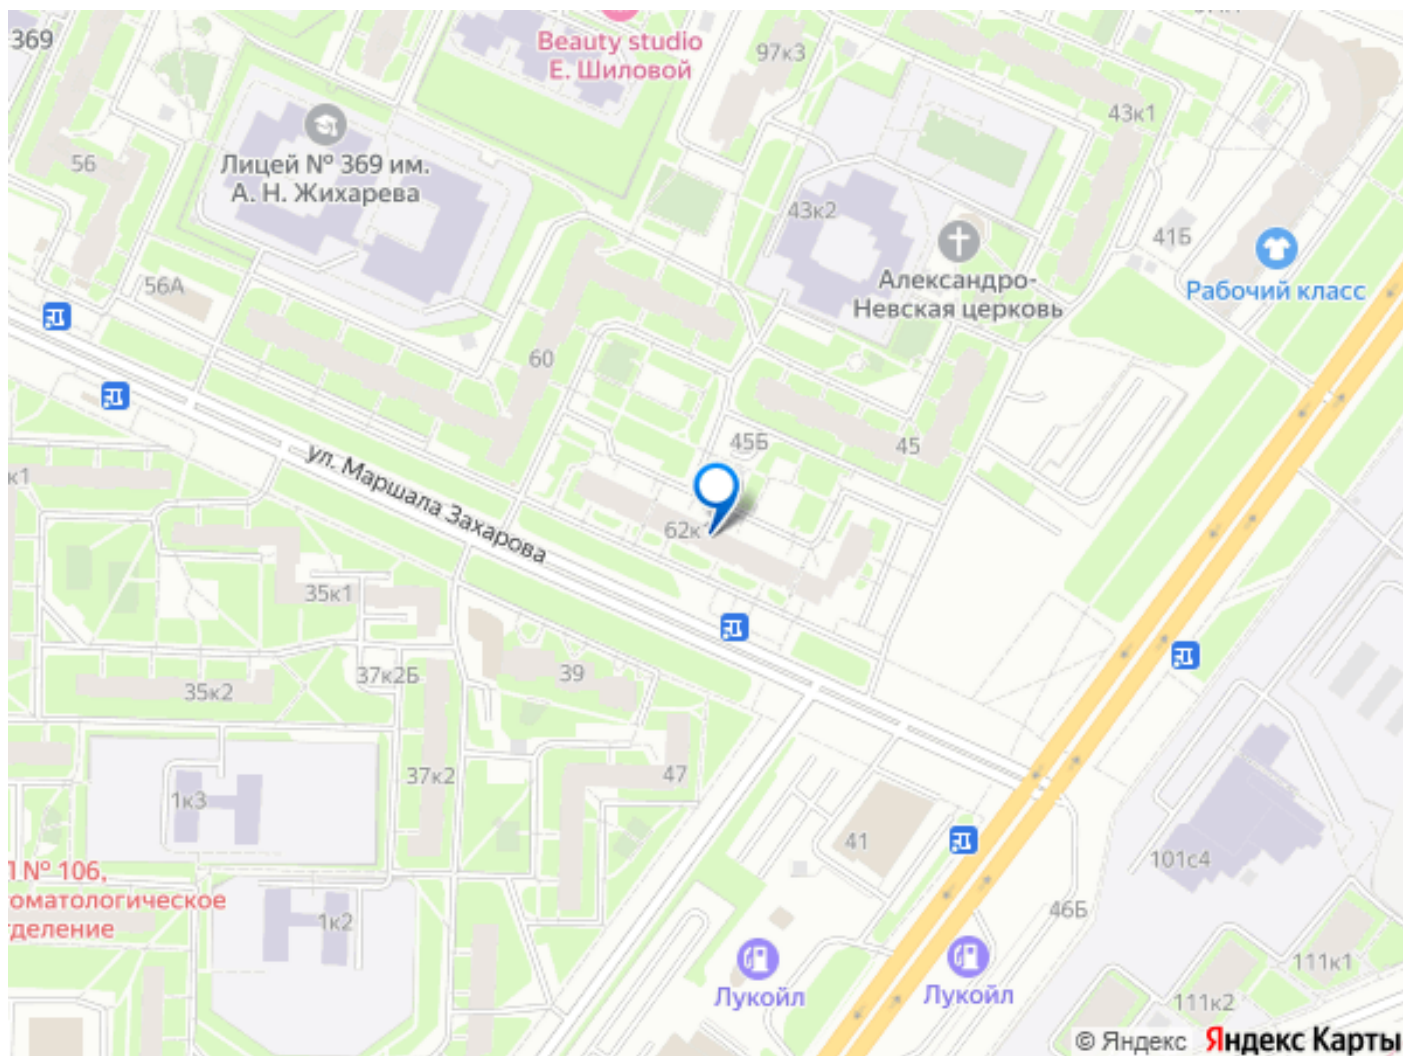 369
Beauty studio
Е. Шиловой
97к3
43к1
Лицей № 369 им.
А. Н. Жихарева
56
43к2
41Б
Александро-
Невская церковь
Рабочий класс
56А
60
45Б
45
ул. Маршала Захарова
к1
62к
35к1
39
37к2Б
35к2
47
37к2
1к3
41
101с4
№ 106,
томатологическое
деление
1к2
46Б
111к1
Лукойл
Лукойл
111к2
© Яндекс Яндекс Карты